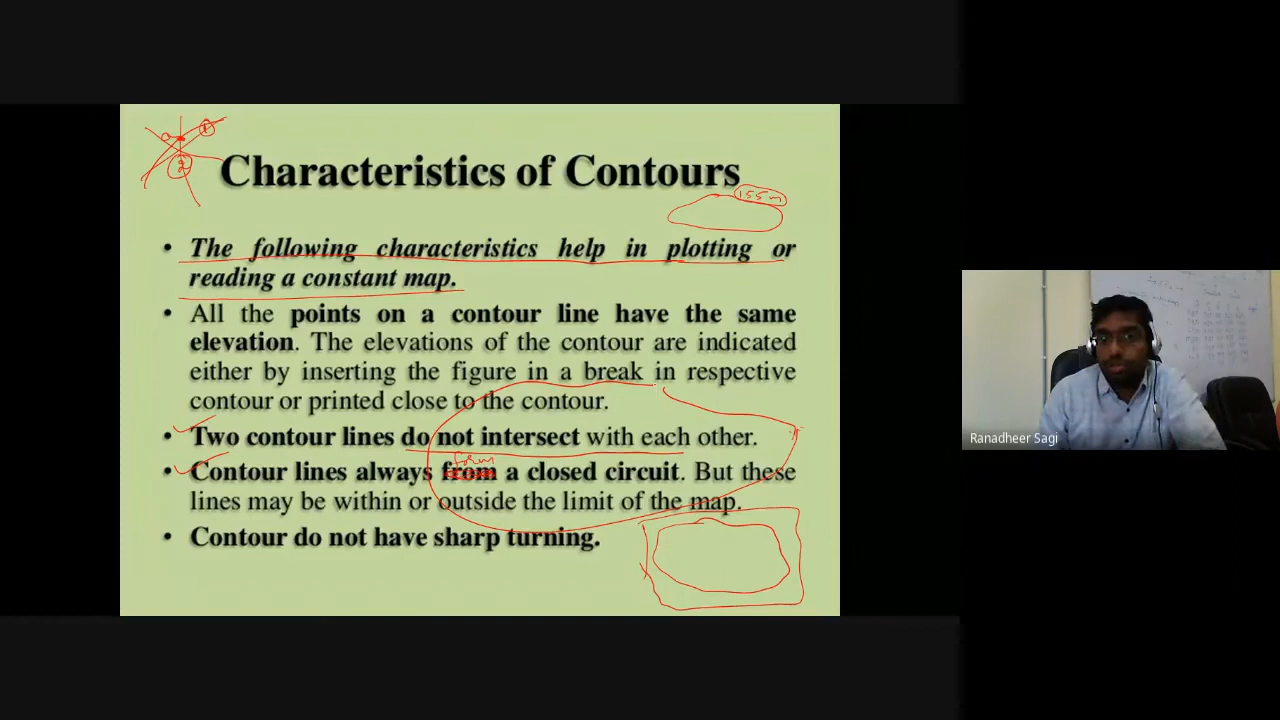 Characteristics of Contours
155m
• The following characteristics help in plotting or
reading a constant map.
• All the points on a contour line have the same
elevation. The elevations of the contour are indicated
either by inserting the figure in a break in respective
contour or printed close to the contour.
• Two contour lines do not intersect with each other.
form
• Contour lines always from a closed circuit. But these
lines may be within or outside the limit of the map.
• Contour do not have sharp turning.
Ranadheer Sagi